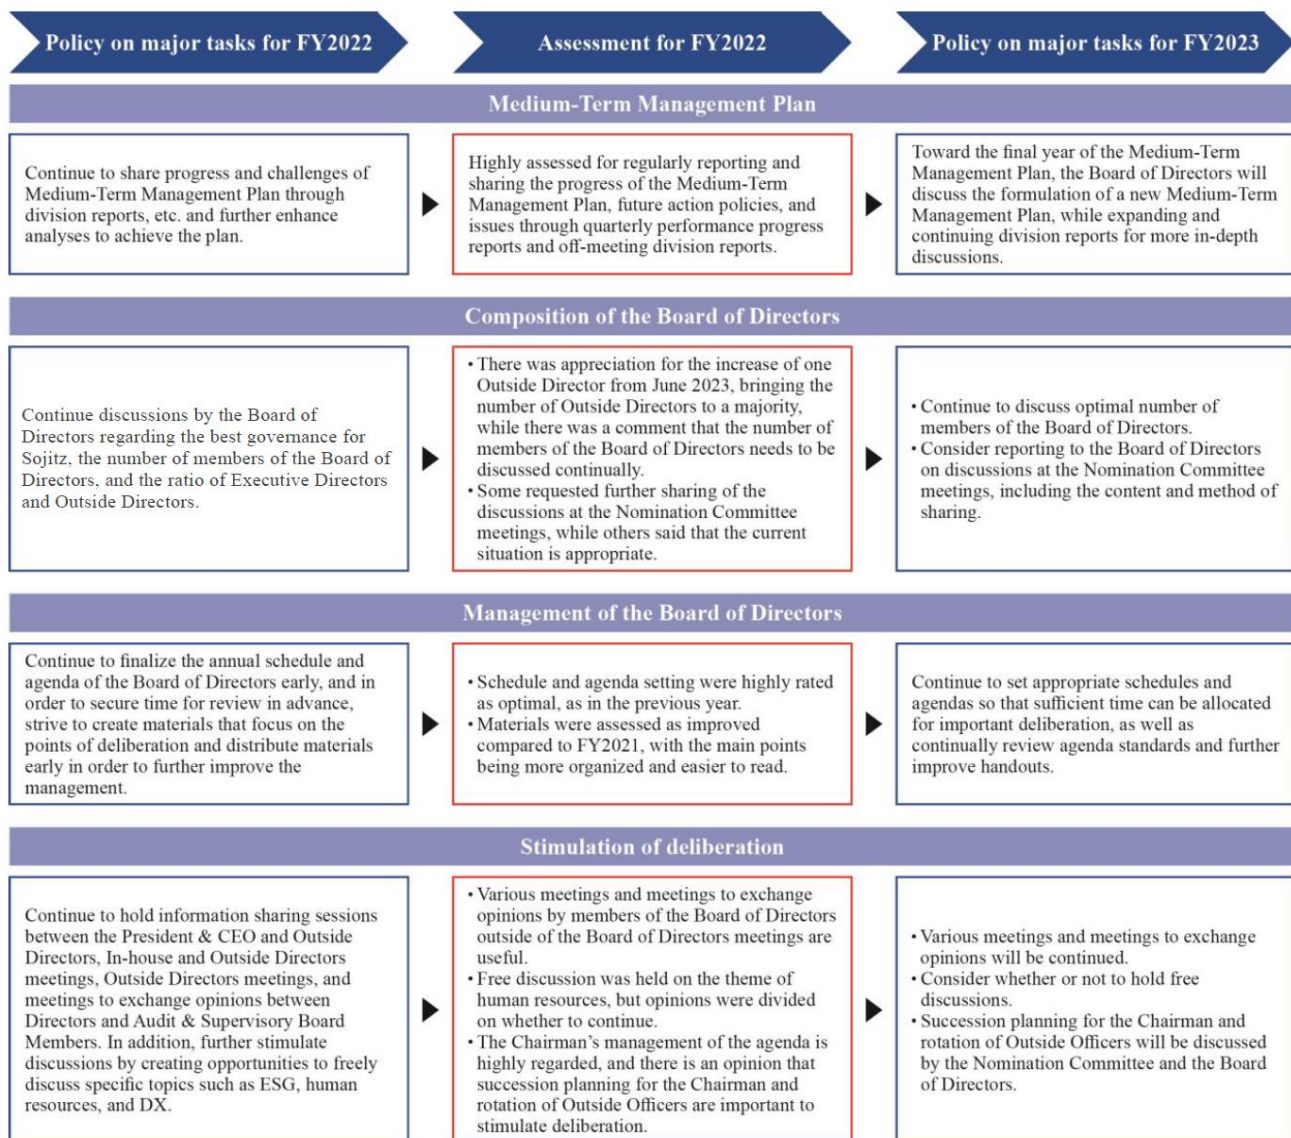 Policy on major tasks for FY2022
Assessment for FY2022
Policy on major tasks for FY2023
Medium-Term Management Plan
Continue to share progress and challenges of
Medium-Term Management Plan through
division reports, etc. and further enhance
analyses to achieve the plan.
Highly assessed for regularly reporting and
sharing the progress of the Medium-Term
Management Plan, future action policies, and
issues through quarterly performance progress
reports and off-meeting division reports.
Toward the final year of the Medium-Term
Management Plan, the Board of Directors will
discuss the formulation of a new Medium-Term
Management Plan, while expanding and
continuing division reports for more in-depth
discussions.
Composition of the Board of Directors
Continue discussions by the Board of
Directors regarding the best governance for
Sojitz, the number of members of the Board of
Directors, and the ratio of Executive Directors
and Outside Directors.
• There was appreciation for the increase of one
Outside Director from June 2023, bringing the
number of Outside Directors to a majority,
while there was a comment that the number of
members of the Board of Directors needs to be
discussed continually.
• Some requested further sharing of the
discussions at the Nomination Committee
meetings, while others said that the current
situation is appropriate.
• Continue to discuss optimal number of
members of the Board of Directors.
• Consider reporting to the Board of Directors
on discussions at the Nomination Committee
meetings, including the content and method of
sharing.
Management of the Board of Directors
Continue to finalize the annual schedule and
agenda of the Board of Directors early, and in
order to secure time for review in advance,
strive to create materials that focus on the
points of deliberation and distribute materials
early in order to further improve the
management.
• Schedule and agenda setting were highly rated
as optimal, as in the previous year.
• Materials were assessed as improved
compared to FY2021, with the main points
being more organized and easier to read.
Continue to set appropriate schedules and
agendas so that sufficient time can be allocated
for important deliberation, as well as
continually review agenda standards and further
improve handouts.
Stimulation of deliberation
Continue to hold information sharing sessions
between the President & CEO and Outside
Directors, In-house and Outside Directors
meetings, Outside Directors meetings, and
meetings to exchange opinions between
Directors and Audit & Supervisory Board
Members. In addition, further stimulate
discussions by creating opportunities to freely
discuss specific topics such as ESG, human
resources, and DX.
• Various meetings and meetings to exchange
opinions by members of the Board of Directors
outside of the Board of Directors meetings are
useful.
• Free discussion was held on the theme of
human resources, but opinions were divided
on whether to continue.
• The Chairman's management of the agenda is
highly regarded, and there is an opinion that
succession planning for the Chairman and
rotation of Outside Officers are important to
stimulate deliberation.
• Various meetings and meetings to exchange
opinions will be continued.
• Consider whether or not to hold free
discussions.
• Succession planning for the Chairman and
rotation of Outside Officers will be discussed
by the Nomination Committee and the Board
of Directors.